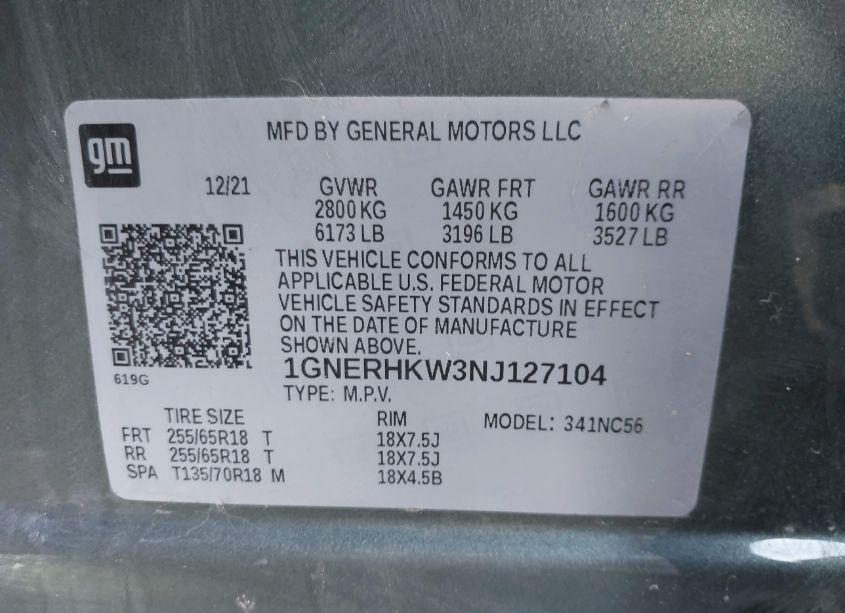 gm
MFD BY GENERAL MOTORS LLC
12/21 GVWR GAWR FRT GAWR RR
2800 KG 1450 KG 1600 KG
6173 LB 3196 LB 3527 LB
THIS VEHICLE CONFORMS TO ALL
APPLICABLE U.S. FEDERAL MOTOR
VEHICLE SAFETY STANDARDS IN EFFECT
ON THE DATE OF MANUFACTURE
SHOWN ABOVE.
1GNERHKW3NJ127104
619G
TYPE: M.P.V.
TIRE SIZE RIM MODEL: 341NC56
FRT 255/65R18 T 18X7.5J
RR 255/65R18 T 18X7.5J
SPA T135/70R18 M 18X4.5B